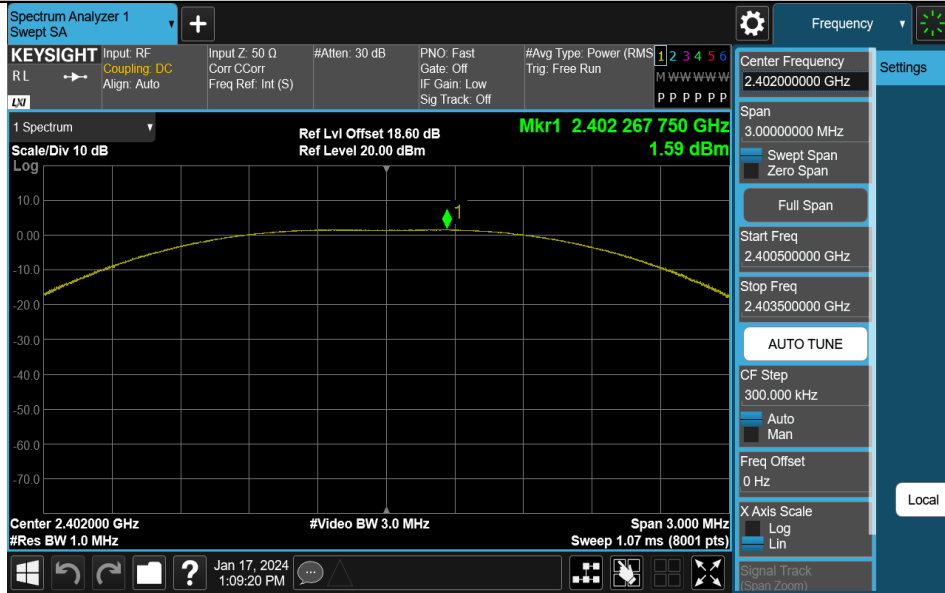 Spectrum Analyzer 1
Swept SA
+
Frequency
KEYSIGHT
RL
LXI
Input: RF
Coupling: DC
Align: Auto
Input Z: 50 Ω
Corr CCorr
Freq Ref: Int (S)
#Atten: 30 dB
PNO: Fast
Gate: Off
IF Gain: Low
Sig Track: Off
#Avg Type: Power (RMS
Trig: Free Run
1 2 3 4 5 6
M W W W W W
P P P P P P
1 Spectrum
Scale/Div 10 dB
Ref Lvl Offset 18.60 dB
Ref Level 20.00 dBm
Mkr1 2.402 267 750 GHz
1.59 dBm
Log
10.0
0.00
-10.0
-20.0
-30.0
-40.0
-50.0
-60.0
-70.0
1
Center 2.402000 GHz
#Res BW 1.0 MHz
#Video BW 3.0 MHz
Span 3.000 MHz
Sweep 1.07 ms (8001 pts)
Jan 17, 2024
1:09:20 PM
?
Center Frequency
2.402000000 GHz
Span
3.00000000 MHz
Swept Span
Zero Span
Full Span
Start Freq
2.400500000 GHz
Stop Freq
2.403500000 GHz
AUTO TUNE
CF Step
300.000 kHz
Auto
Man
Freq Offset
0 Hz
X Axis Scale
Log
Lin
Signal Track
(Span Zoom)
Settings
Local